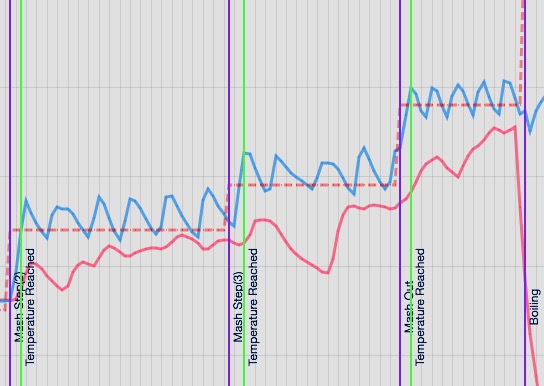 Mash Step(2)
Temperature Reached
Mash Step(3)
Temperature Reached
Mash Out
Temperature Reached
Boiling